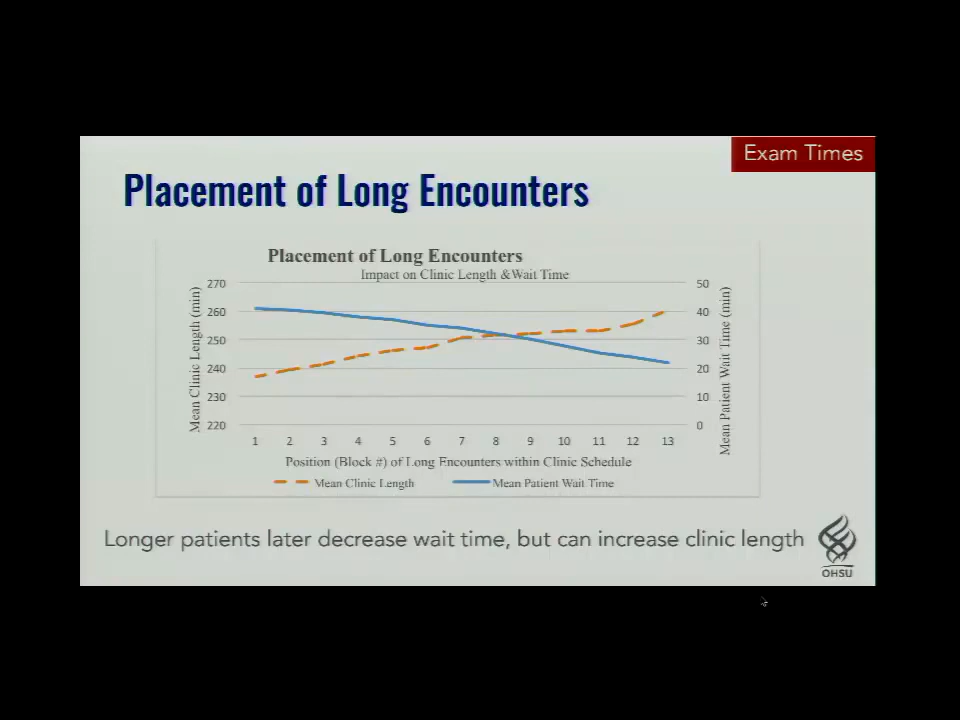 Exam Times
Placement of Long Encounters
Placement of Long Encounters
Impact on Clinic Length &Wait Time
Mean Clinic Length (min)
270
260
250
240
230
220
50
40
30
20
10
0
Mean Patient Wait Time (min)
1 2 3 4 5 6 7 8 9 10 11 12 13
Position (Block #) of Long Encounters within Clinic Schedule
Mean Clinic Length Mean Patient Wait Time
Longer patients later decrease wait time, but can increase clinic length
OHSU